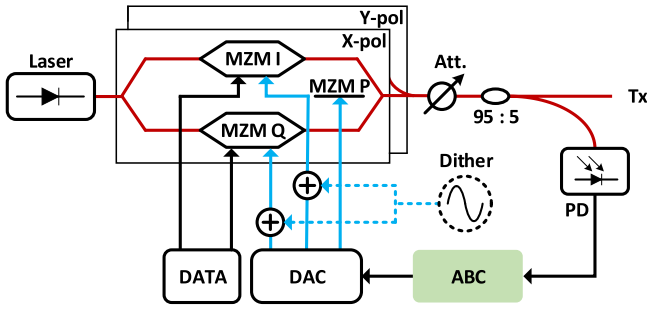 Y-pol
X-pol
Laser
MZM I
Att.
MZM P
Tx
95 : 5
MZM Q
Dither
PD
DATA
DAC
ABC